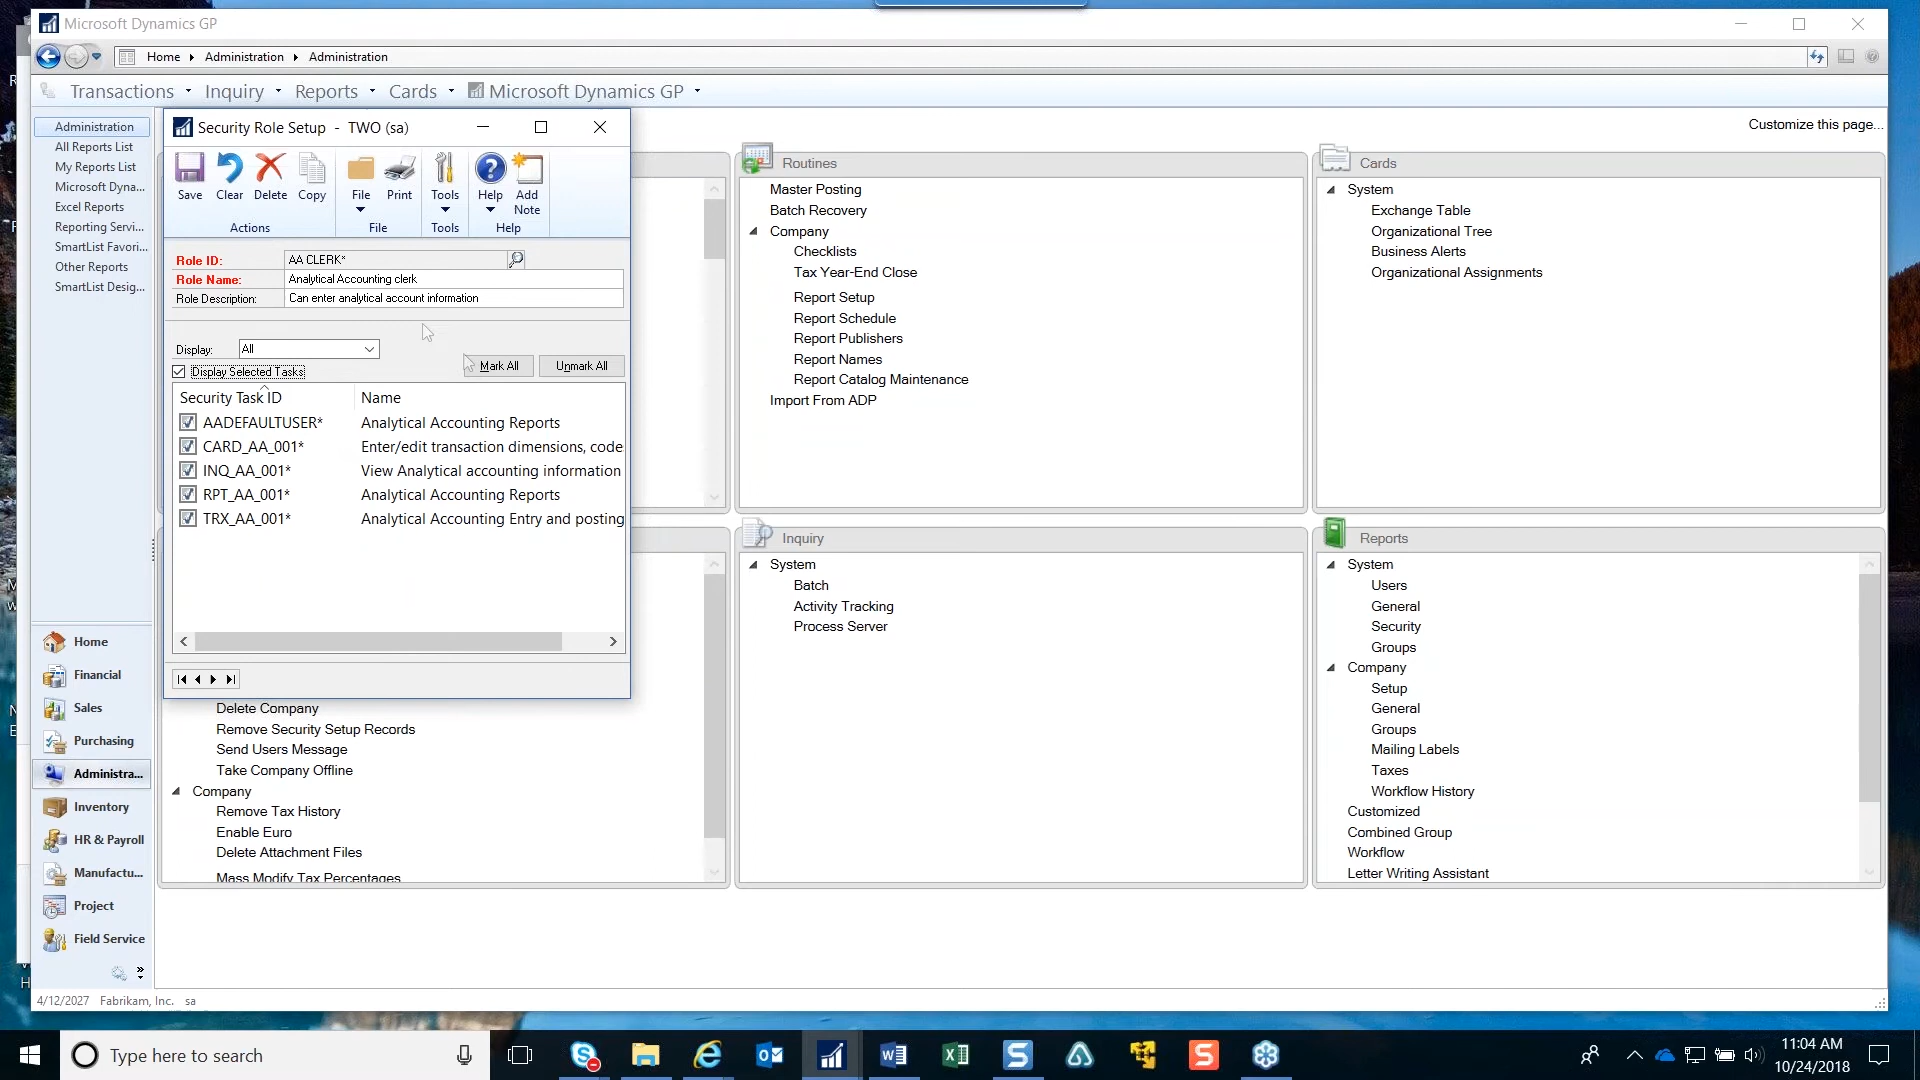 Microsoft Dynamics GP
Home Administration Administration
Transactions Inquiry Reports Cards Microsoft Dynamics GP
Customize this page...
Administration
All Reports List
My Reports List
Microsoft Dyna...
Excel Reports
Reporting Servi...
SmartList Favori...
Other Reports
SmartList Desig...
Home
Financial
Sales
Purchasing
Administra...
Inventory
HR & Payroll
Manufactu...
Project
Field Service
Security Role Setup - TWO (sa)
Save Clear Delete Copy File Print Tools Help Add Note
Actions File Tools Help
Role ID: AA CLERK*
Role Name: Analytical Accounting clerk
Role Description: Can enter analytical account information
Display: All
Mark All Unmark All
Display Selected Tasks
Security Task ID Name
AADEFAULTUSER* Analytical Accounting Reports
CARD_AA_001* Enter/edit transaction dimensions, code
INQ_AA_001* View Analytical accounting information
RPT_AA_001* Analytical Accounting Reports
TRX_AA_001* Analytical Accounting Entry and posting
Delete Company
Remove Security Setup Records
Send Users Message
Take Company Offline
Company
Remove Tax History
Enable Euro
Delete Attachment Files
Mass Modify Tax Percentages
Routines
Master Posting
Batch Recovery
Company
Checklists
Tax Year-End Close
Report Setup
Report Schedule
Report Publishers
Report Names
Report Catalog Maintenance
Import From ADP
Cards
System
Exchange Table
Organizational Tree
Business Alerts
Organizational Assignments
Inquiry
System
Batch
Activity Tracking
Process Server
Reports
System
Users
General
Security
Groups
Company
Setup
General
Groups
Mailing Labels
Taxes
Workflow History
Customized
Combined Group
Workflow
Letter Writing Assistant
4/12/2027 Fabrikam, Inc. sa
Type here to search
11:04 AM
10/24/2018